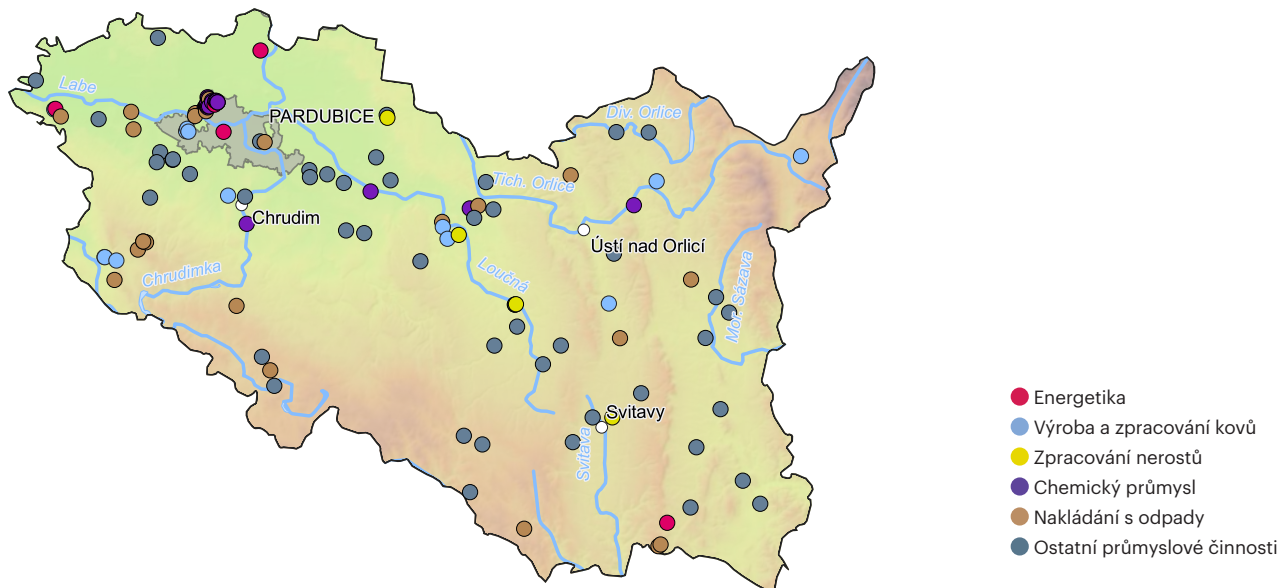 Labe
PARDUBICE
Div. Orlice
Tich. Orlice
Chrudim
Ústí nad Orlicí
Chrudimka
Loučná
Mor. Sázava
Svitavy
Svitava
Energetika
Výroba a zpracování kovů
Zpracování nerostů
Chemický průmysl
Nakládání s odpady
Ostatní průmyslové činnosti